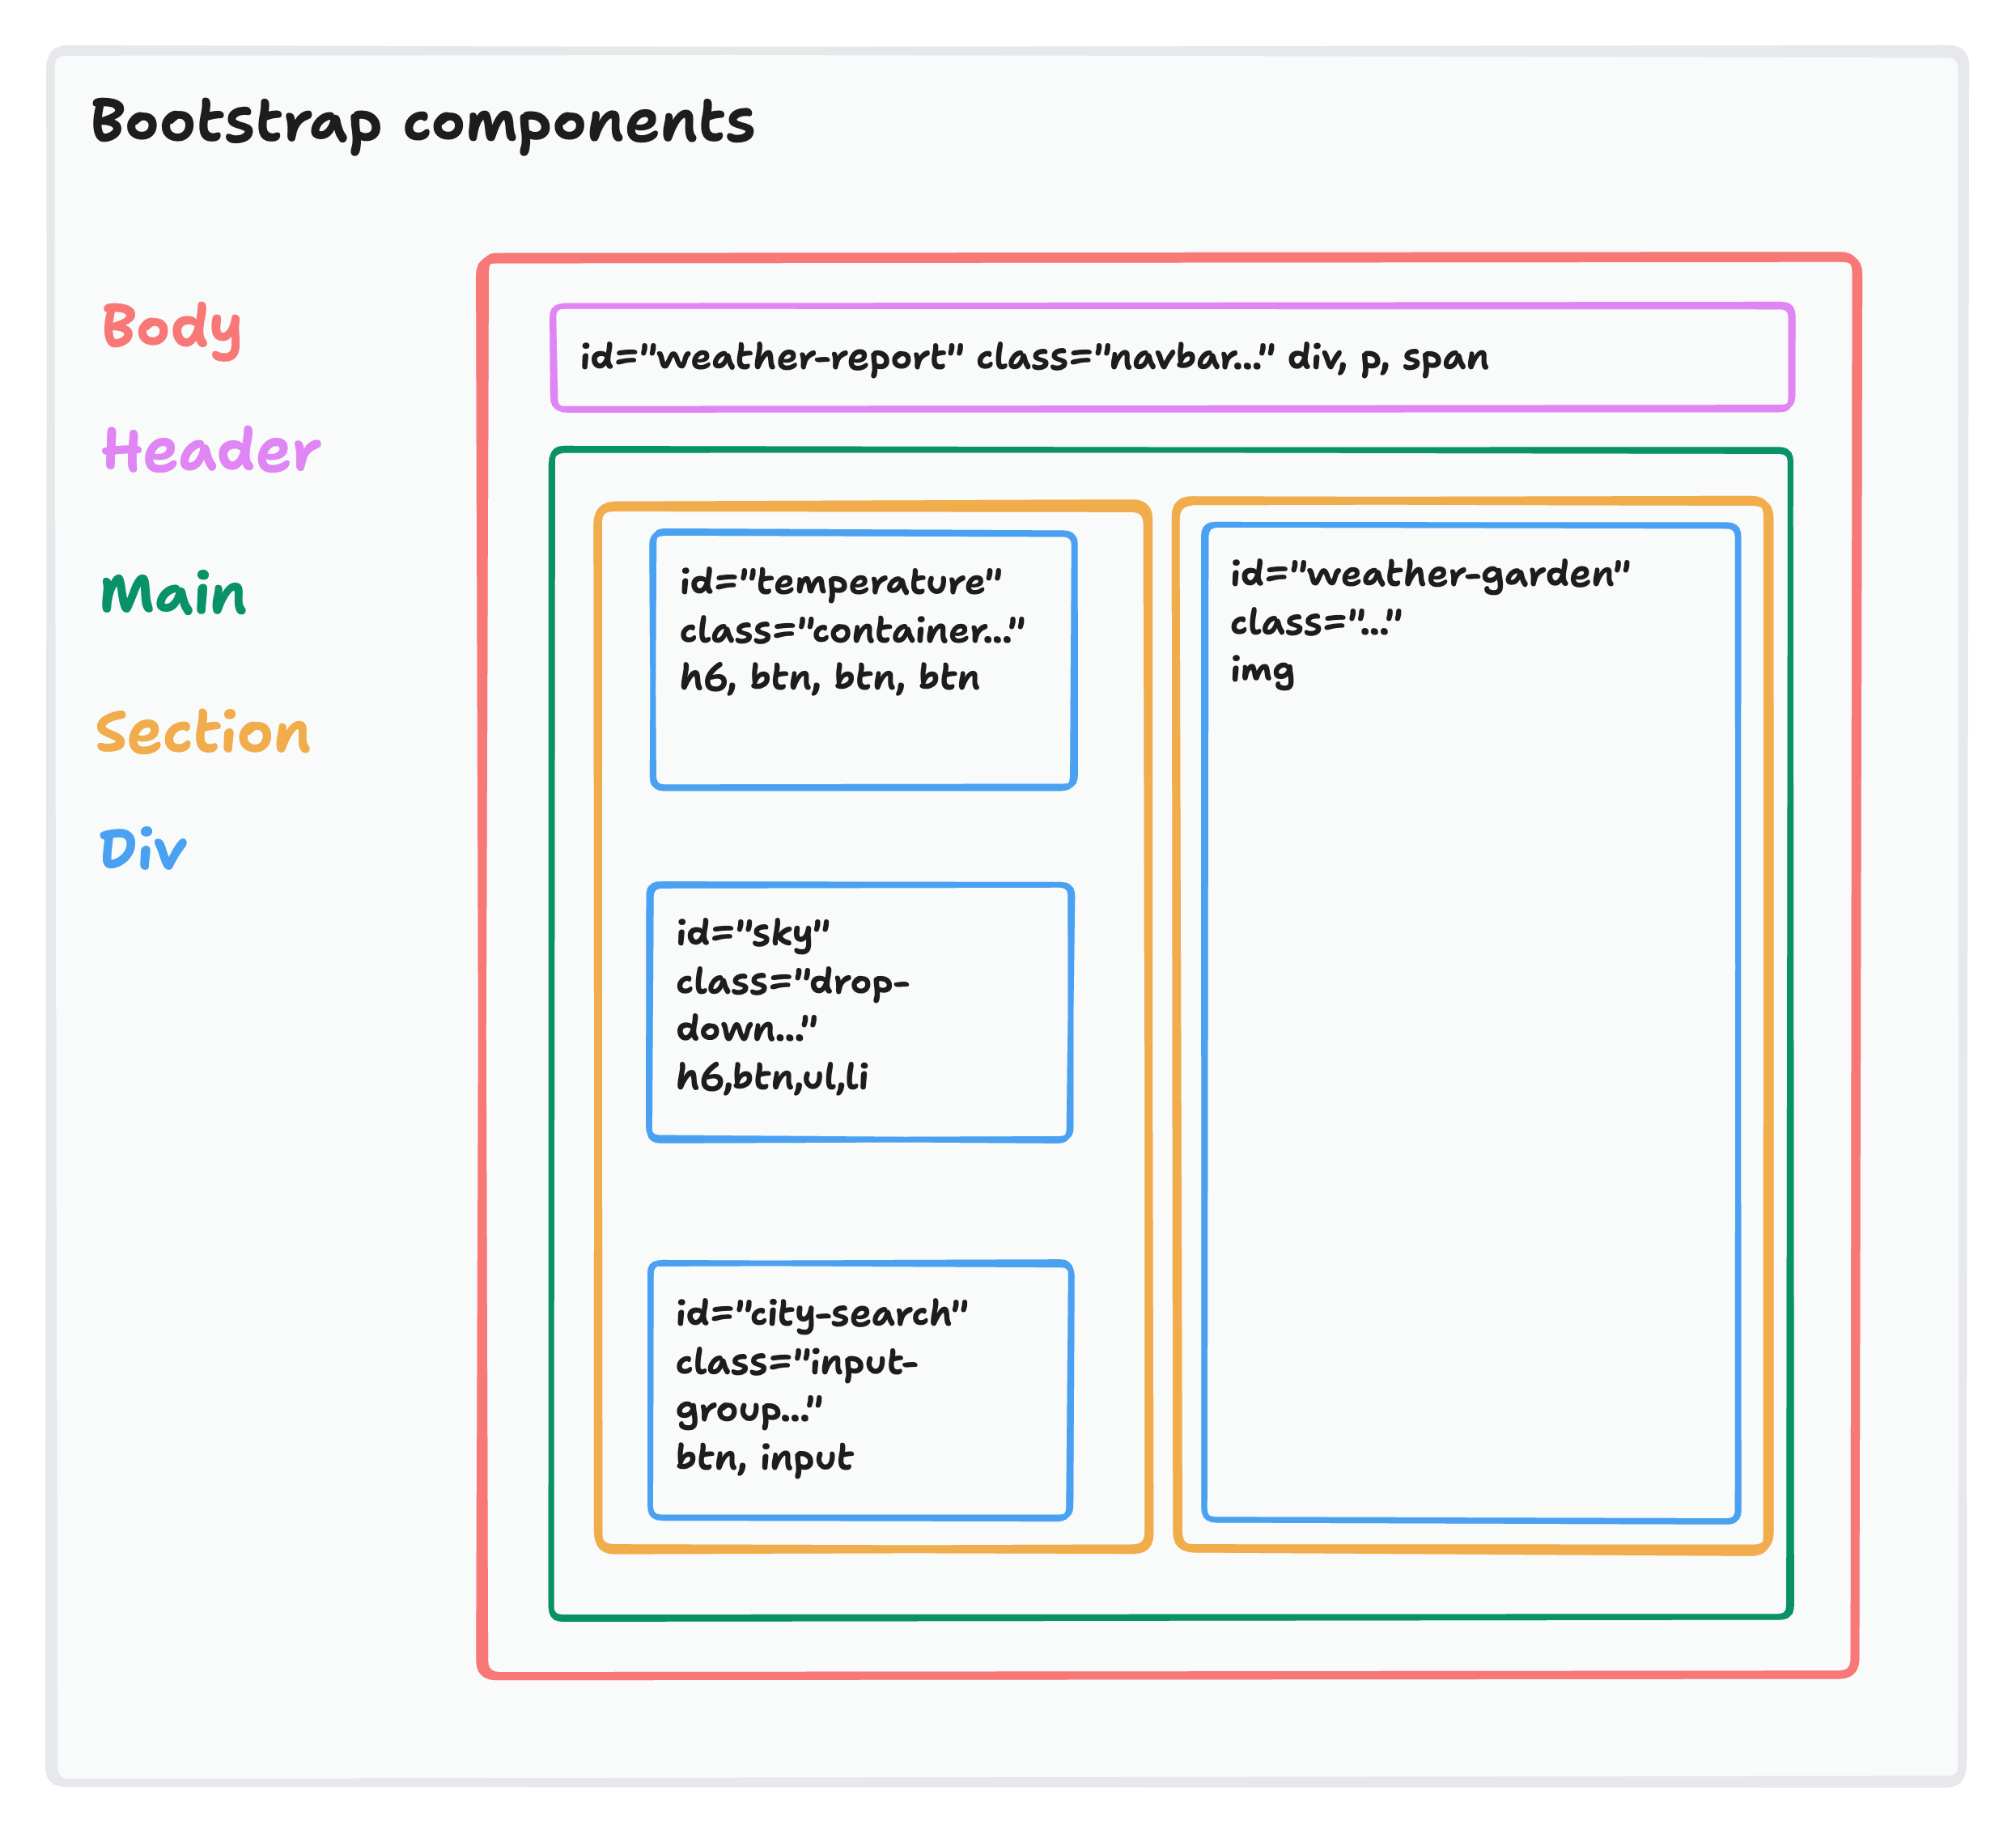 Bootstrap components
Body
Header
Main
Section
Div
id="weather-report" class="navbar..." div, p, span
id="temperature"
class="container..."
h6, btn, btn, btn
id="sky"
class="drop-
down..."
h6,btn,ul,li
id="city-search"
class="input-
group..."
btn, input
id="weather-garden"
class="..."
img